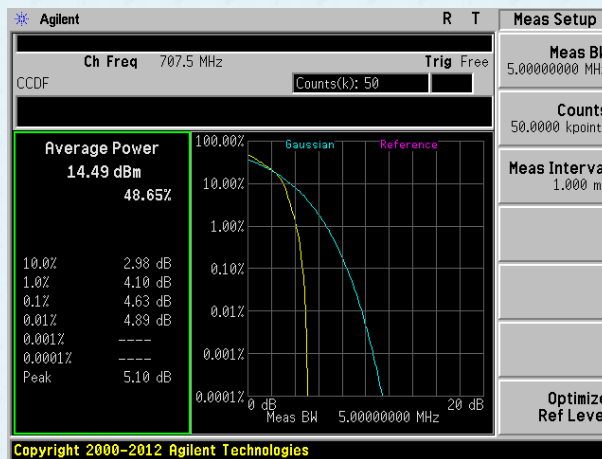 Agilent R T
Ch Freq 707.5 MHz Trig Free
CCDF Counts(k): 50
Average Power
14.49 dBm
48.65%
10.0% 2.98 dB
1.0% 4.10 dB
0.1% 4.63 dB
0.01% 4.89 dB
0.001% ----
0.0001% ----
Peak 5.10 dB
100.00%
10.00%
1.00%
0.10%
0.01%
0.001%
0.0001%
Gaussian Reference
0 dB 20 dB
Meas BW 5.00000000 MHz
Meas Setup
Meas BW
5.00000000 MHz
Counts
50.0000 kpoint
Meas Interva
1.000 m
Optimize
Ref Leve
Copyright 2000-2012 Agilent Technologies